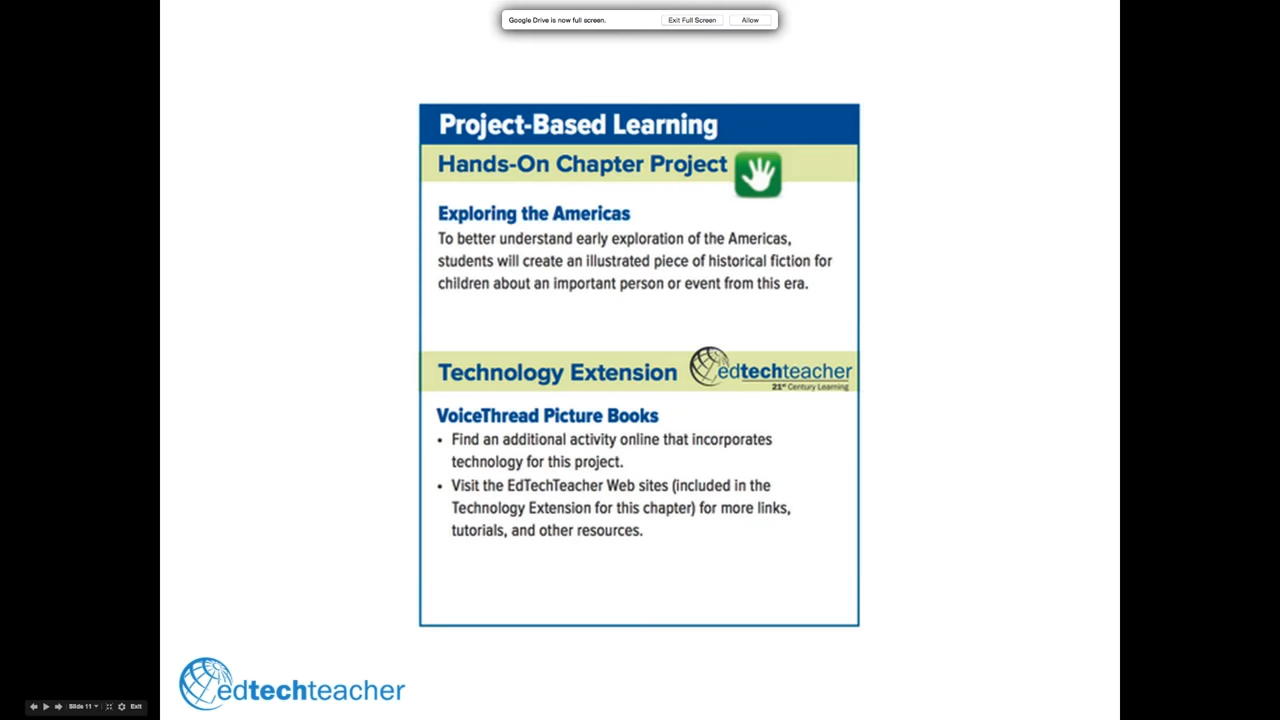 Google Drive is now full screen. Exit Full Screen Allow
Project-Based Learning
Hands-On Chapter Project
Exploring the Americas
To better understand early exploration of the Americas,
students will create an illustrated piece of historical fiction for
children about an important person or event from this era.
Technology Extension
edtechteacher
21st Century Learning
VoiceThread Picture Books
• Find an additional activity online that incorporates
technology for this project.
• Visit the EdTechTeacher Web sites (included in the
Technology Extension for this chapter) for more links,
tutorials, and other resources.
edtechteacher
Slide 11 Exit